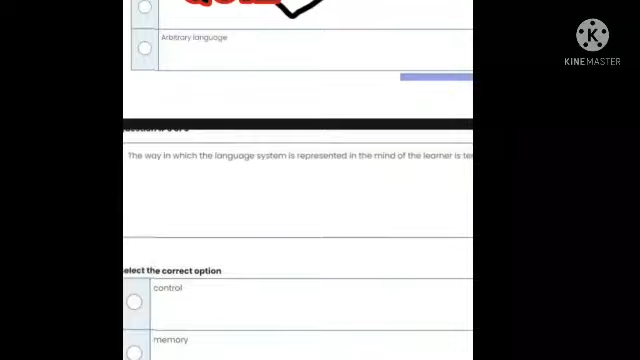 Arbitrary language
K
KINEMASTER
The way in which the language system is represented in the mind of the learner is
elect the correct option
control
memory